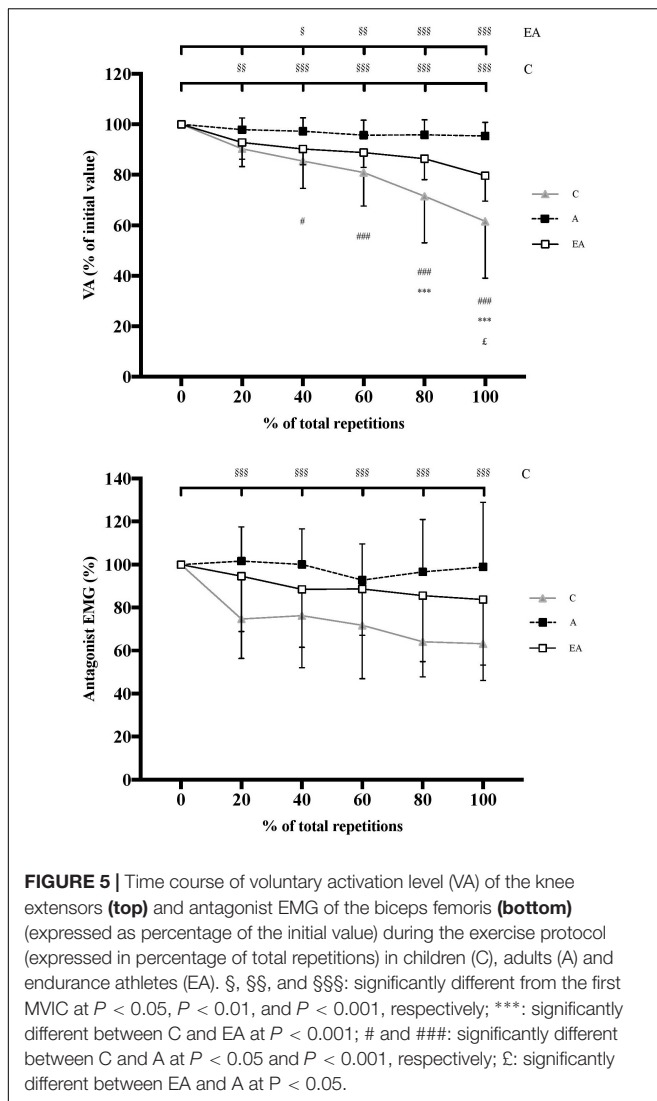 § §§ §§§ §§§ EA
§§ §§§ §§§ §§§ §§§ C
120
100
80
60
40
20
0
VA (% of initial value)
# ### ### *** ### *** £
C
A
EA
0 20 40 60 80 100
% of total repetitions
§§§ §§§ §§§ §§§ §§§ C
140
120
100
80
60
40
20
0
Antagonist EMG (%)
C
A
EA
0 20 40 60 80 100
% of total repetitions
FIGURE 5 | Time course of voluntary activation level (VA) of the knee
extensors (top) and antagonist EMG of the biceps femoris (bottom)
(expressed as percentage of the initial value) during the exercise protocol
(expressed in percentage of total repetitions) in children (C), adults (A) and
endurance athletes (EA). §, §§, and §§§: significantly different from the first
MVIC at P < 0.05, P < 0.01, and P < 0.001, respectively; ***: significantly
different between C and EA at P < 0.001; # and ###: significantly different
between C and A at P < 0.05 and P < 0.001, respectively; £: significantly
different between EA and A at P < 0.05.